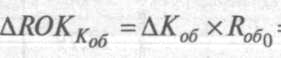 ΔROK_{K_{об}} = ΔK_{об} × R_{об_0} =